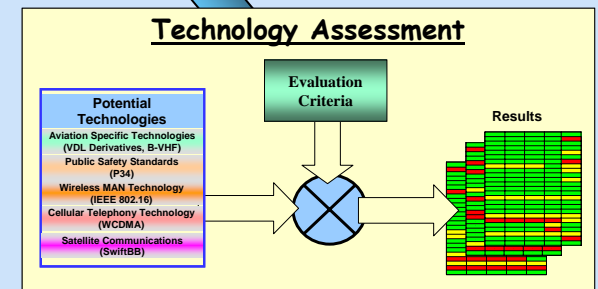 Technology Assessment
Evaluation
Criteria
Potential
Technologies
Aviation Specific Technologies
(VDL Derivatives, B-VHF)
Public Safety Standards
(P34)
Wireless MAN Technology
(IEEE 802.16)
Cellular Telephony Technology
(WCDMA)
Satellite Communications
(SwiftBB)
Results